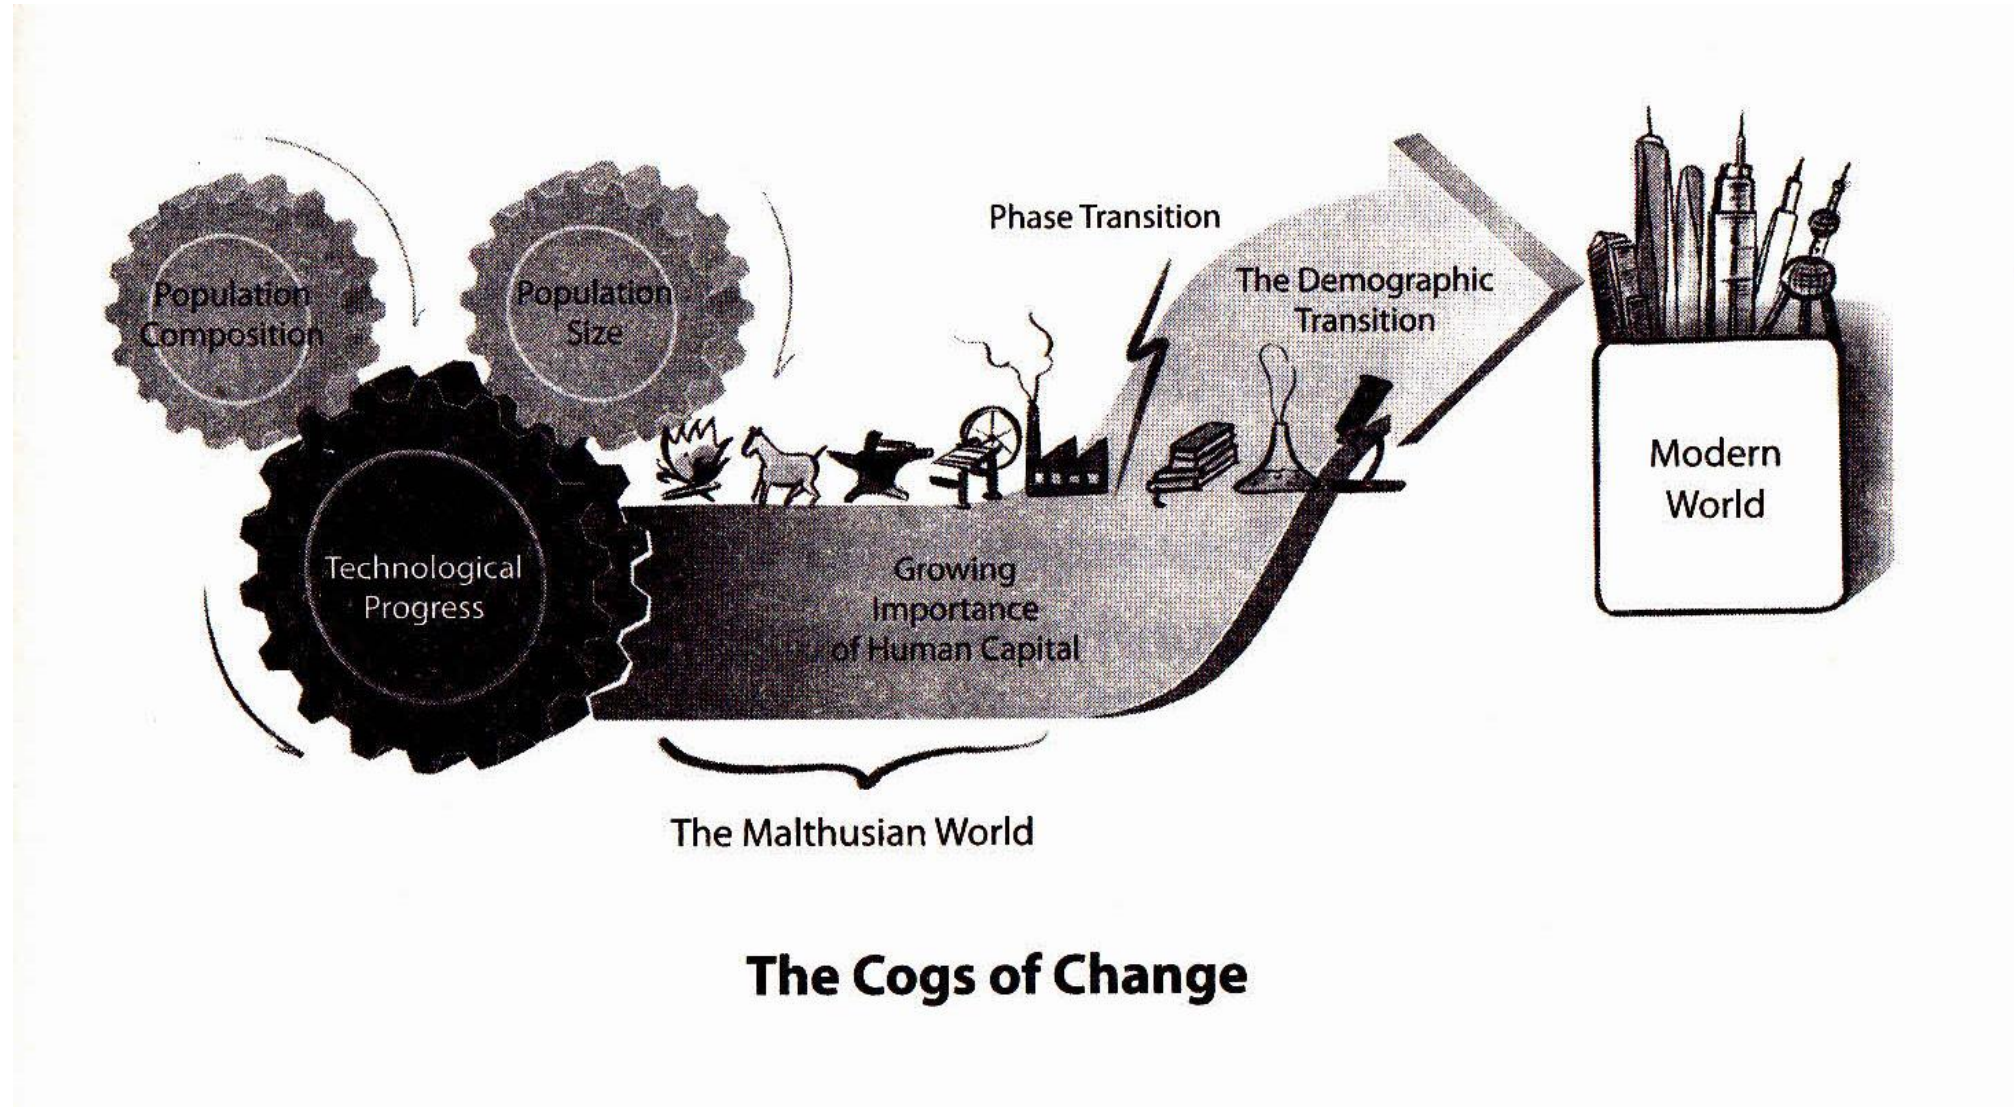 Population
Composition
Population
Size
Technological
Progress
Phase Transition
The Demographic
Transition
Growing
Importance
of Human Capital
The Malthusian World
Modern
World
The Cogs of Change